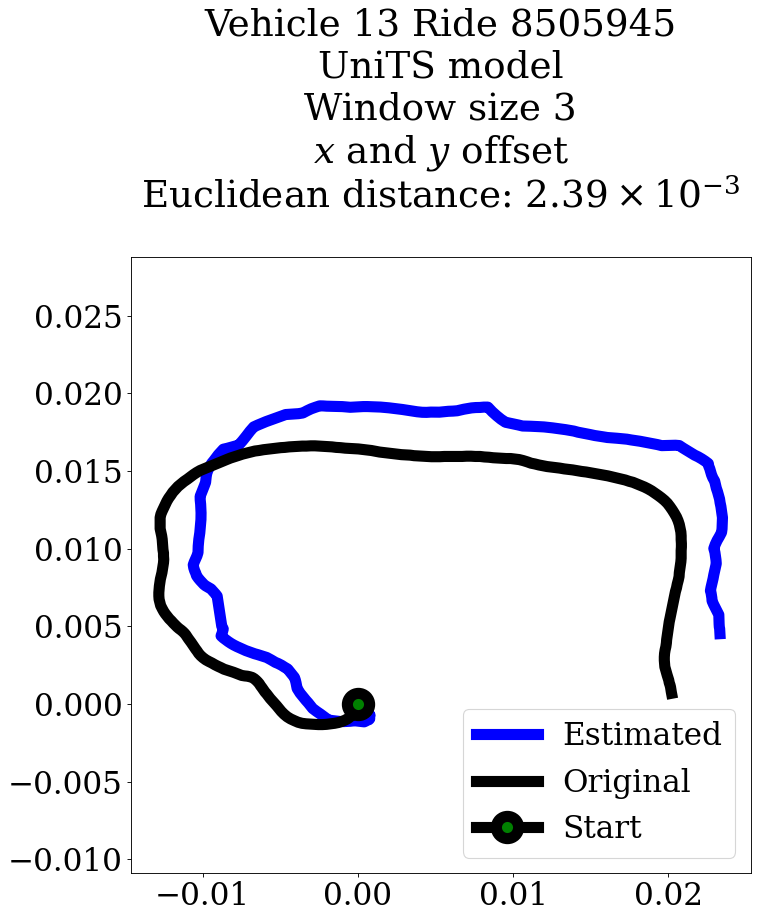 Vehicle 13 Ride 8505945
UniTS model
Window size 3
x and y offset
Euclidean distance: 2.39 × 10⁻³
0.025
0.020
0.015
0.010
0.005
0.000
−0.005
−0.010
−0.01 0.00 0.01 0.02
Estimated
Original
Start